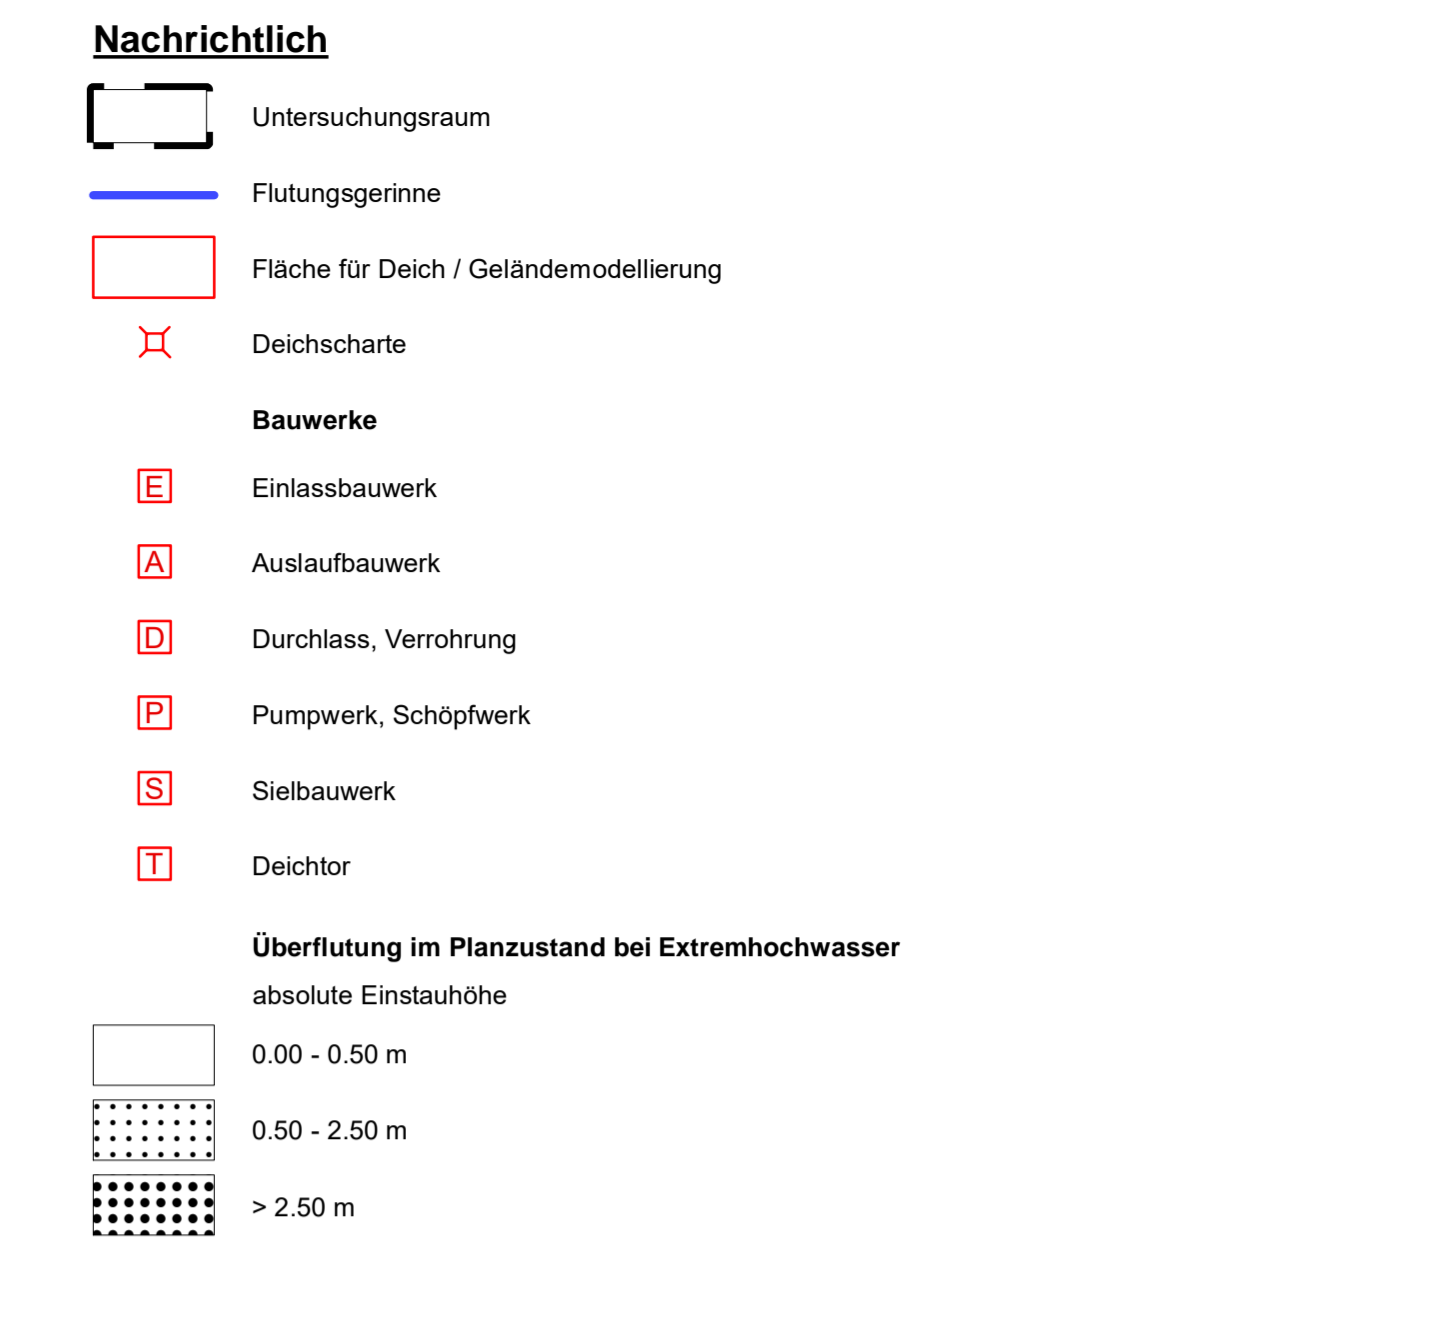 Nachrichtlich
Untersuchungsraum
Flutungsgerinne
Fläche für Deich / Geländemodellierung
Deichscharte
Bauwerke
E Einlassbauwerk
A Auslaufbauwerk
D Durchlass, Verrohrung
P Pumpwerk, Schöpfwerk
S Sielbauwerk
T Deichtor
Überflutung im Planzustand bei Extremhochwasser
absolute Einstauhöhe
0.00 - 0.50 m
0.50 - 2.50 m
> 2.50 m